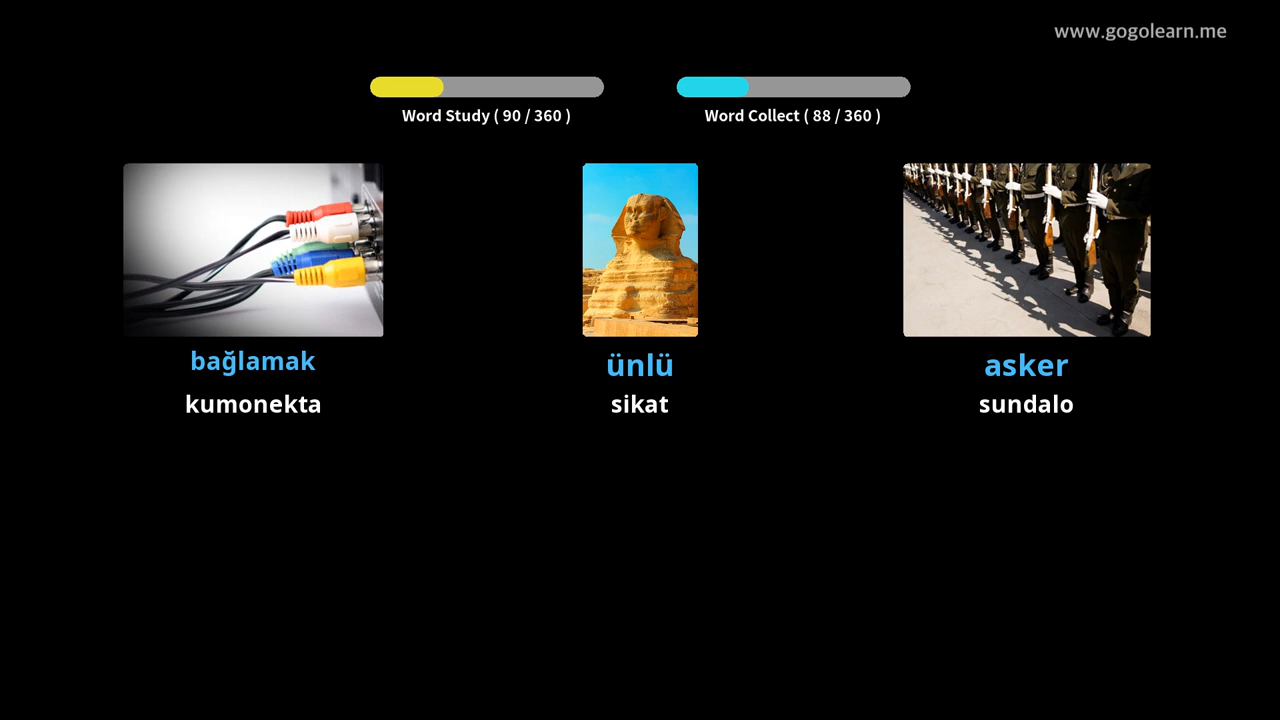 www.gogolearn.me
Word Study ( 90 / 360 )
Word Collect ( 88 / 360 )
bağlamak
ünlü
asker
kumonekta
sikat
sundalo